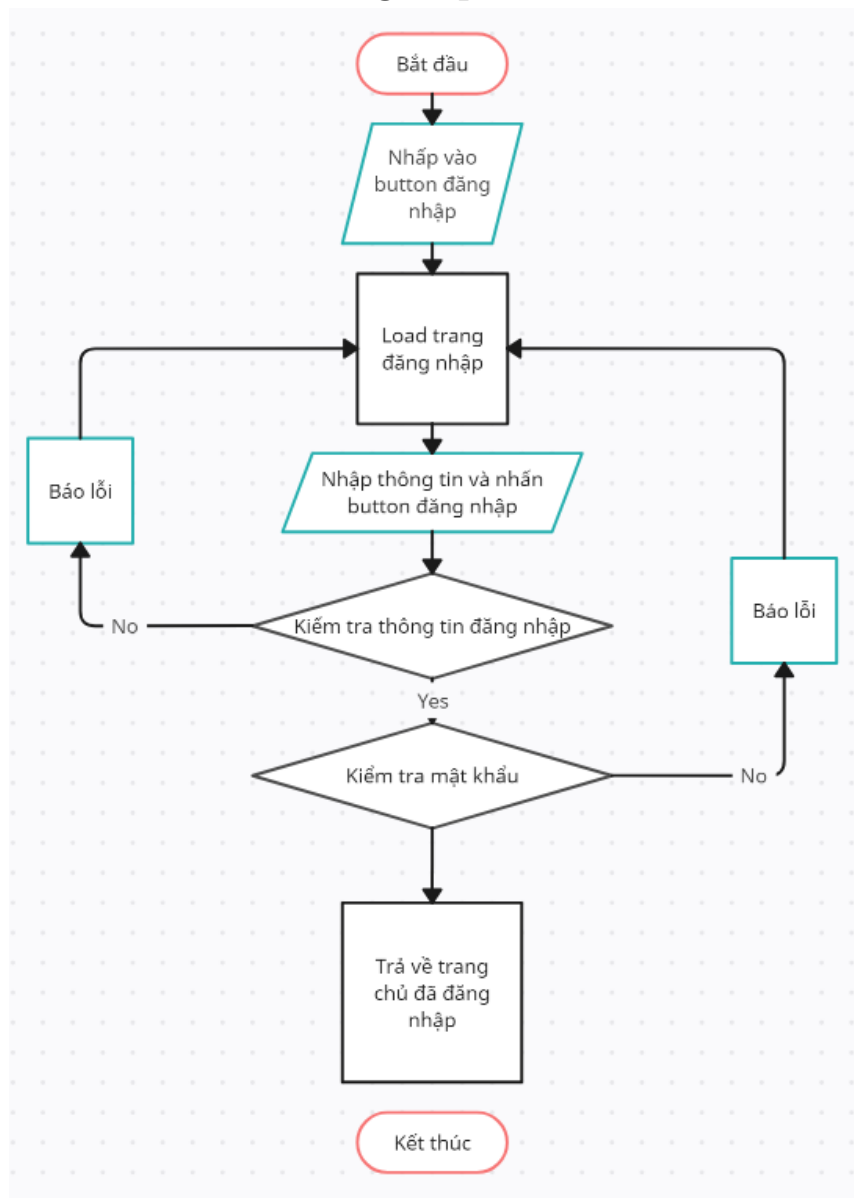 Bắt đầu
Nhấp vào
button đăng
nhập
Load trang
đăng nhập
Báo lỗi
Nhập thông tin và nhấn
button đăng nhập
Báo lỗi
Kiểm tra thông tin đăng nhập
No
Yes
Kiểm tra mật khẩu
No
Trả về trang
chủ đã đăng
nhập
Kết thúc